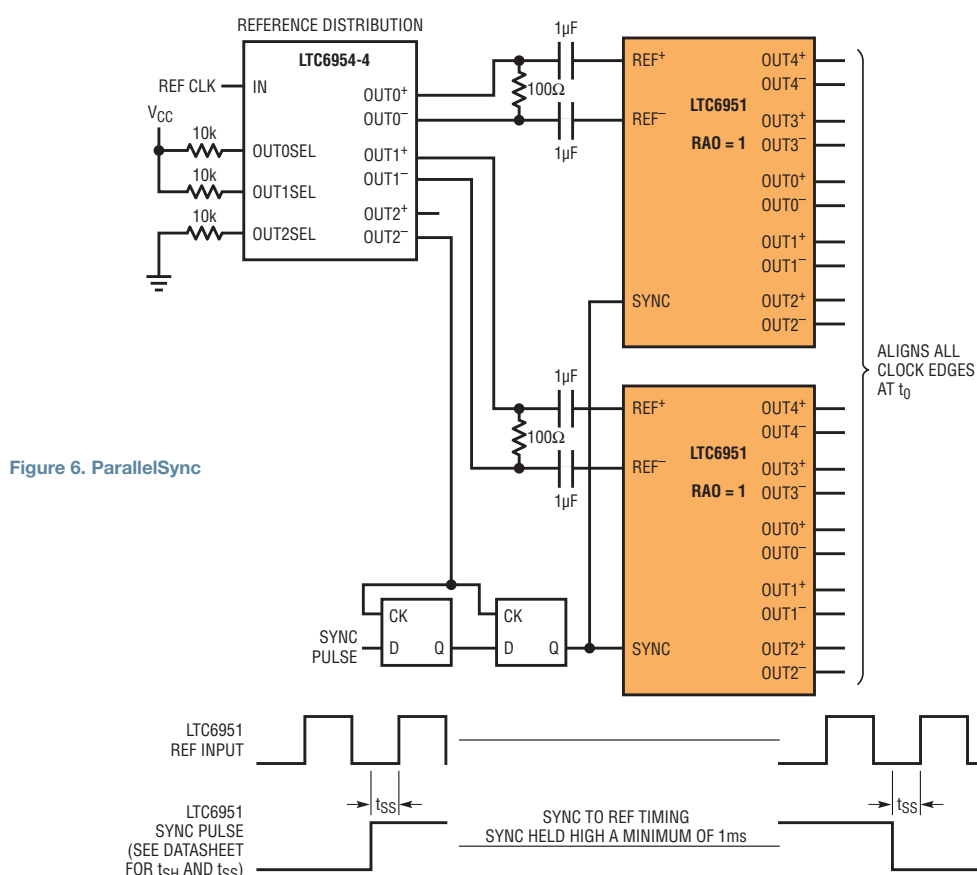 REFERENCE DISTRIBUTION
LTC6954-4
REF CLK
IN
VCC
10k
OUT0SEL
10k
OUT1SEL
10k
OUT2SEL
OUT0+
OUT0−
OUT1+
OUT1−
OUT2+
OUT2−
1µF
100Ω
1µF
REF+
REF−
LTC6951
RAO = 1
SYNC
OUT4+
OUT4−
OUT3+
OUT3−
OUT0+
OUT0−
OUT1+
OUT1−
OUT2+
OUT2−
1µF
100Ω
1µF
REF+
REF−
LTC6951
RAO = 1
SYNC
OUT4+
OUT4−
OUT3+
OUT3−
OUT0+
OUT0−
OUT1+
OUT1−
OUT2+
OUT2−
ALIGNS ALL
CLOCK EDGES
AT t0
Figure 6. ParallelSync
SYNC
PULSE
CK
D
Q
CK
D
Q
LTC6951
REF INPUT
tSS
tSS
LTC6951
SYNC PULSE
(SEE DATASHEET
FOR tSH AND tSS)
SYNC TO REF TIMING
SYNC HELD HIGH A MINIMUM OF 1ms